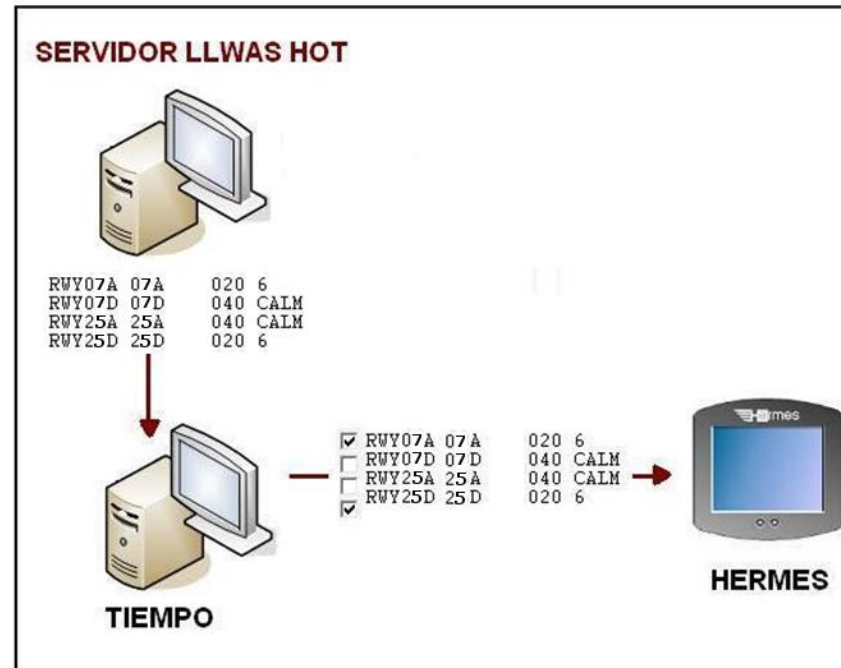 SERVIDOR LLWAS HOT
RWY07A 07A 020 6
RWY07D 07D 040 CALM
RWY25A 25A 040 CALM
RWY25D 25D 020 6
RWY07A 07A 020 6
RWY07D 07D 040 CALM
RWY25A 25A 040 CALM
RWY25D 25D 020 6
Hermes
HERMES
TIEMPO